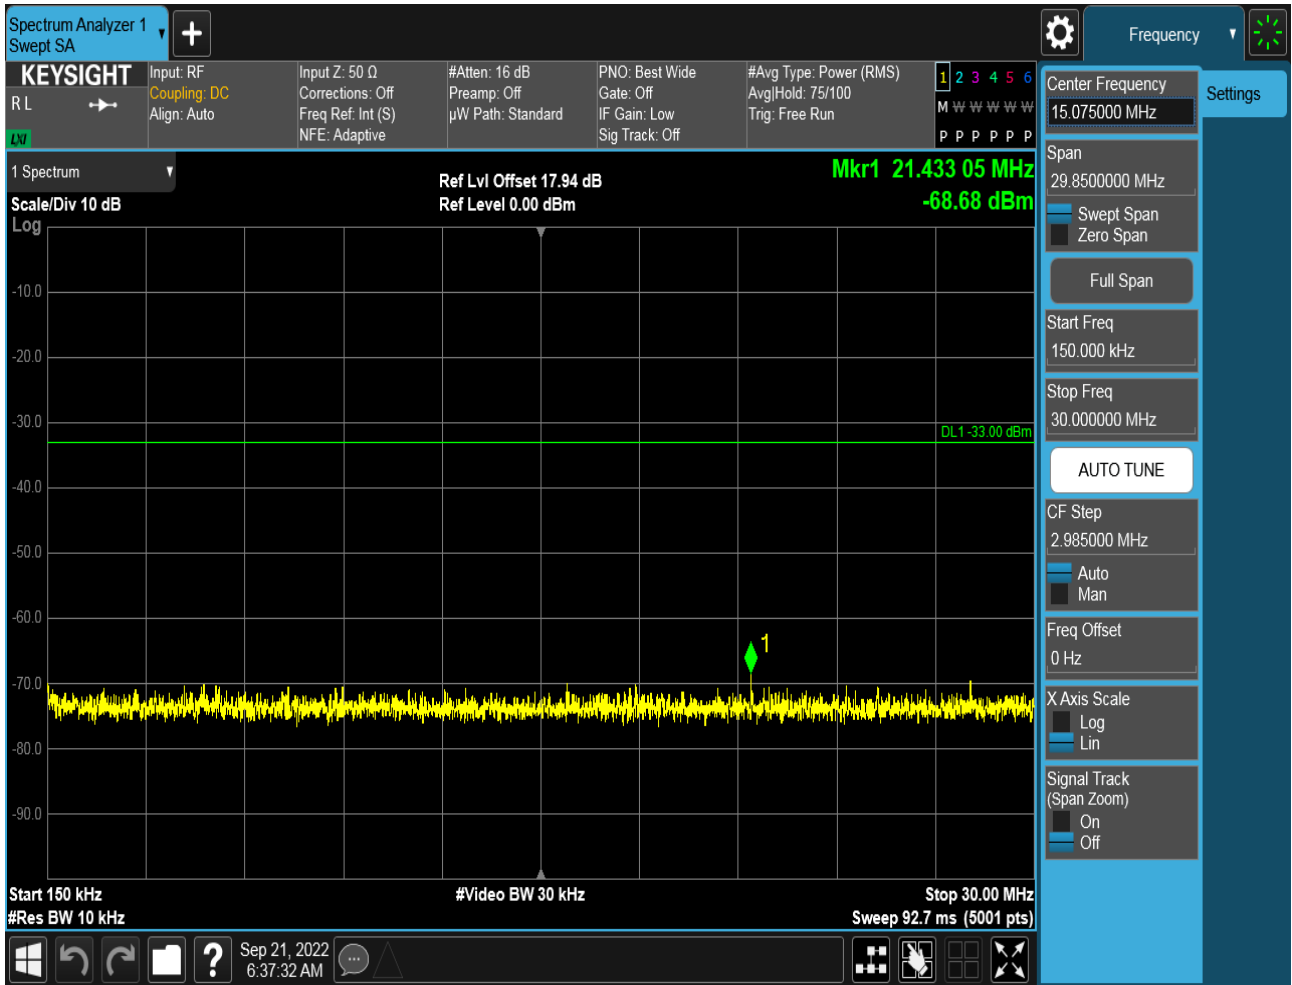 Spectrum Analyzer 1
Swept SA
Frequency
KEYSIGHT
R L
LXI
Input: RF
Coupling: DC
Align: Auto
Input Z: 50 Ω
Corrections: Off
Freq Ref: Int (S)
NFE: Adaptive
#Atten: 16 dB
Preamp: Off
µW Path: Standard
PNO: Best Wide
Gate: Off
IF Gain: Low
Sig Track: Off
#Avg Type: Power (RMS)
Avg|Hold: 75/100
Trig: Free Run
1 2 3 4 5 6
M W W W W W
P P P P P P
1 Spectrum
Scale/Div 10 dB
Log
Ref Lvl Offset 17.94 dB
Ref Level 0.00 dBm
Mkr1 21.433 05 MHz
-68.68 dBm
-10.0
-20.0
-30.0
DL1 -33.00 dBm
-40.0
-50.0
-60.0
1
-70.0
-80.0
-90.0
Start 150 kHz
#Res BW 10 kHz
#Video BW 30 kHz
Stop 30.00 MHz
Sweep 92.7 ms (5001 pts)
Center Frequency
15.075000 MHz
Settings
Span
29.8500000 MHz
Swept Span
Zero Span
Full Span
Start Freq
150.000 kHz
Stop Freq
30.000000 MHz
AUTO TUNE
CF Step
2.985000 MHz
Auto
Man
Freq Offset
0 Hz
X Axis Scale
Log
Lin
Signal Track
(Span Zoom)
On
Off
?
Sep 21, 2022
6:37:32 AM